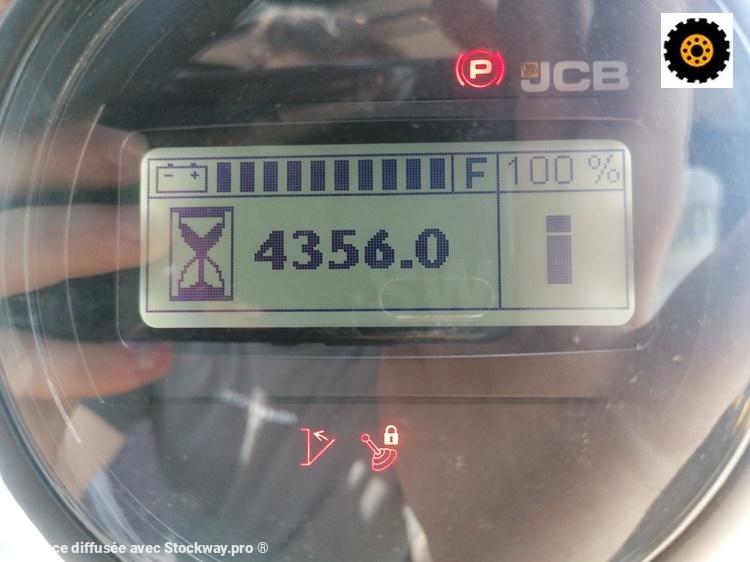 P
JCB
- + F 100 %
4356.0
i
ce diffusée avec Stockway.pro ®